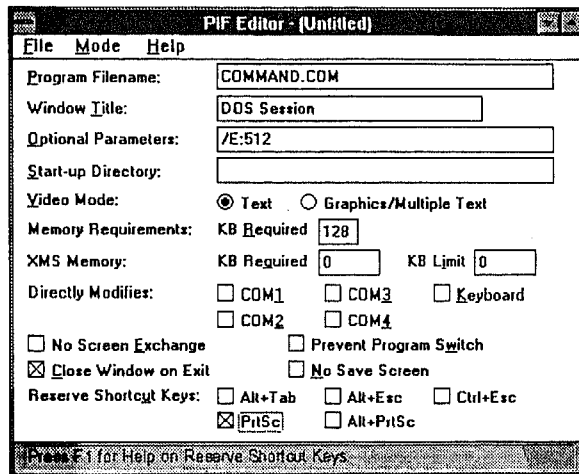 PIF Editor - (Untitled)
File Mode Help
Program Filename: COMMAND.COM
Window Title: DOS Session
Optional Parameters: /E:512
Start-up Directory:
Video Mode: Text Graphics/Multiple Text
Memory Requirements: KB Required 128
XMS Memory: KB Required 0 KB Limit 0
Directly Modifies: COM1 COM3 Keyboard
COM2 COM4
No Screen Exchange Prevent Program Switch
Close Window on Exit No Save Screen
Reserve Shortcut Keys: Alt+Tab Alt+Esc Ctrl+Esc
PrtSc Alt+PrtSc
Press F1 for Help on Reserve Shortcut Keys.